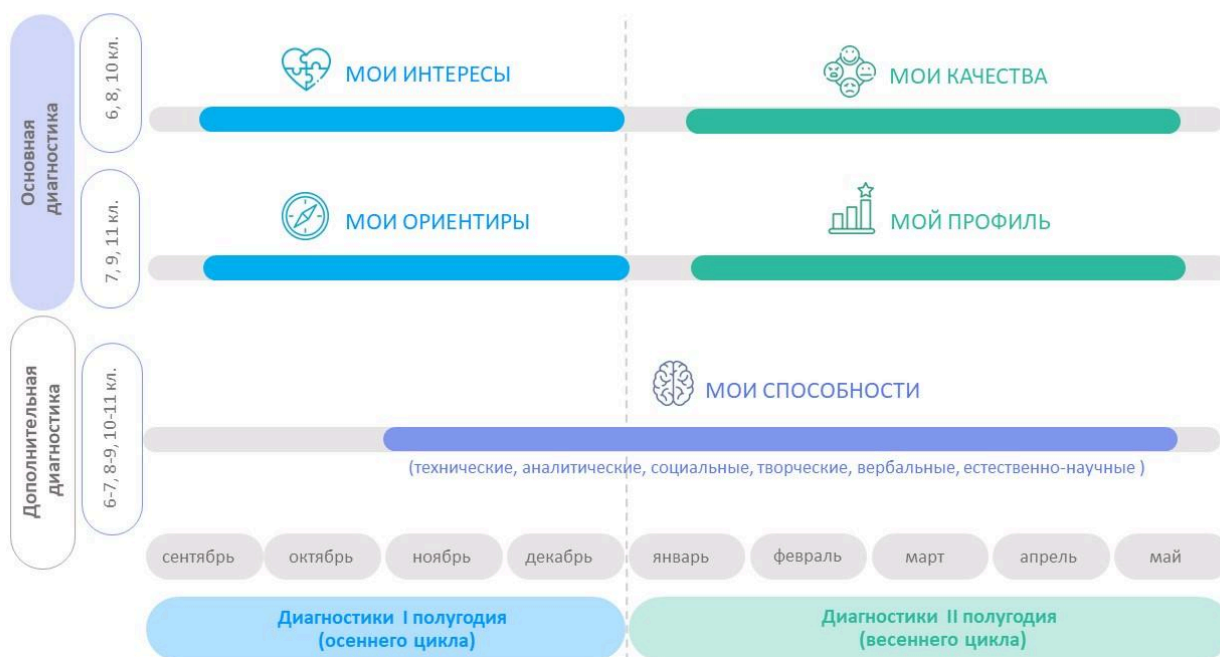 Основная
диагностика
6, 8, 10 кл.
МОИ ИНТЕРЕСЫ
МОИ КАЧЕСТВА
7, 9, 11 кл.
МОИ ОРИЕНТИРЫ
МОЙ ПРОФИЛЬ
Дополнительная
диагностика
6-7, 8-9, 10-11 кл.
МОИ СПОСОБНОСТИ
(технические, аналитические, социальные, творческие, вербальные, естественно-научные )
сентябрь
октябрь
ноябрь
декабрь
январь
февраль
март
апрель
май
Диагностики I полугодия
(осеннего цикла)
Диагностики II полугодия
(весеннего цикла)